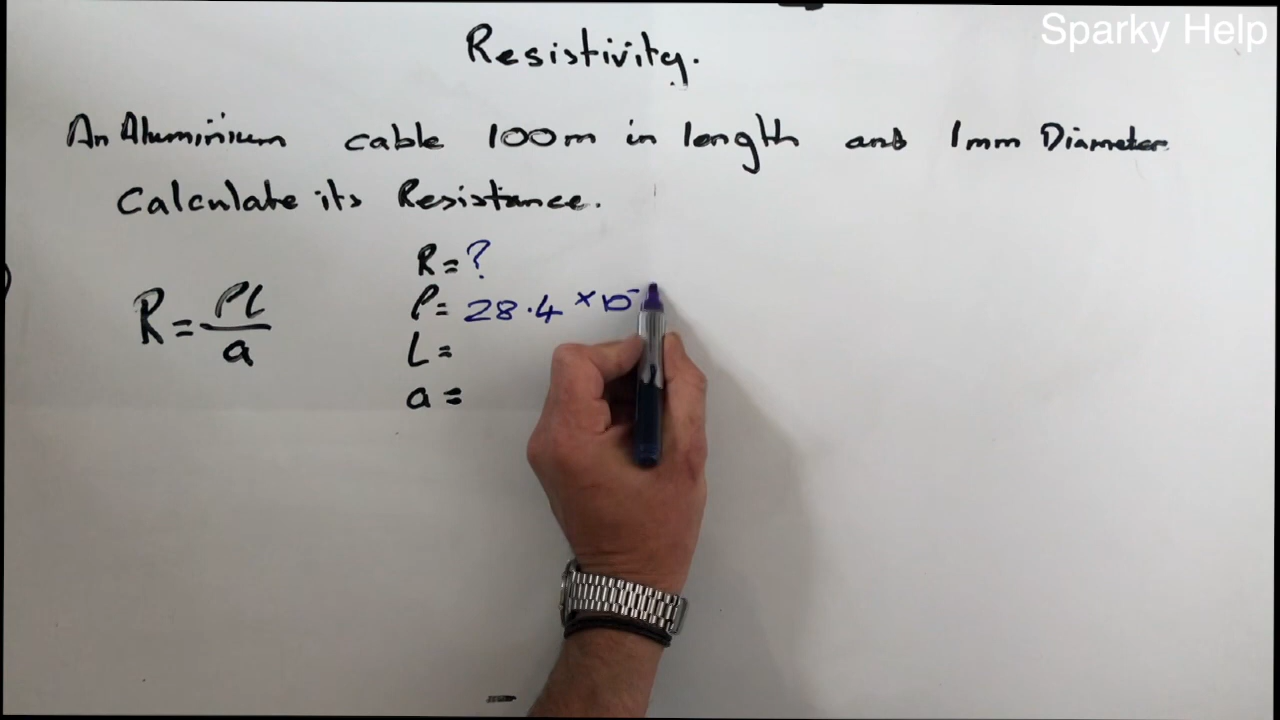 Sparky Help
Resistivity.
An Aluminium cable 100m in length and 1mm Diameter
Calculate its Resistance.
R = ?
R = ρL / a
ρ = 28.4 × 10⁻
L =
a =